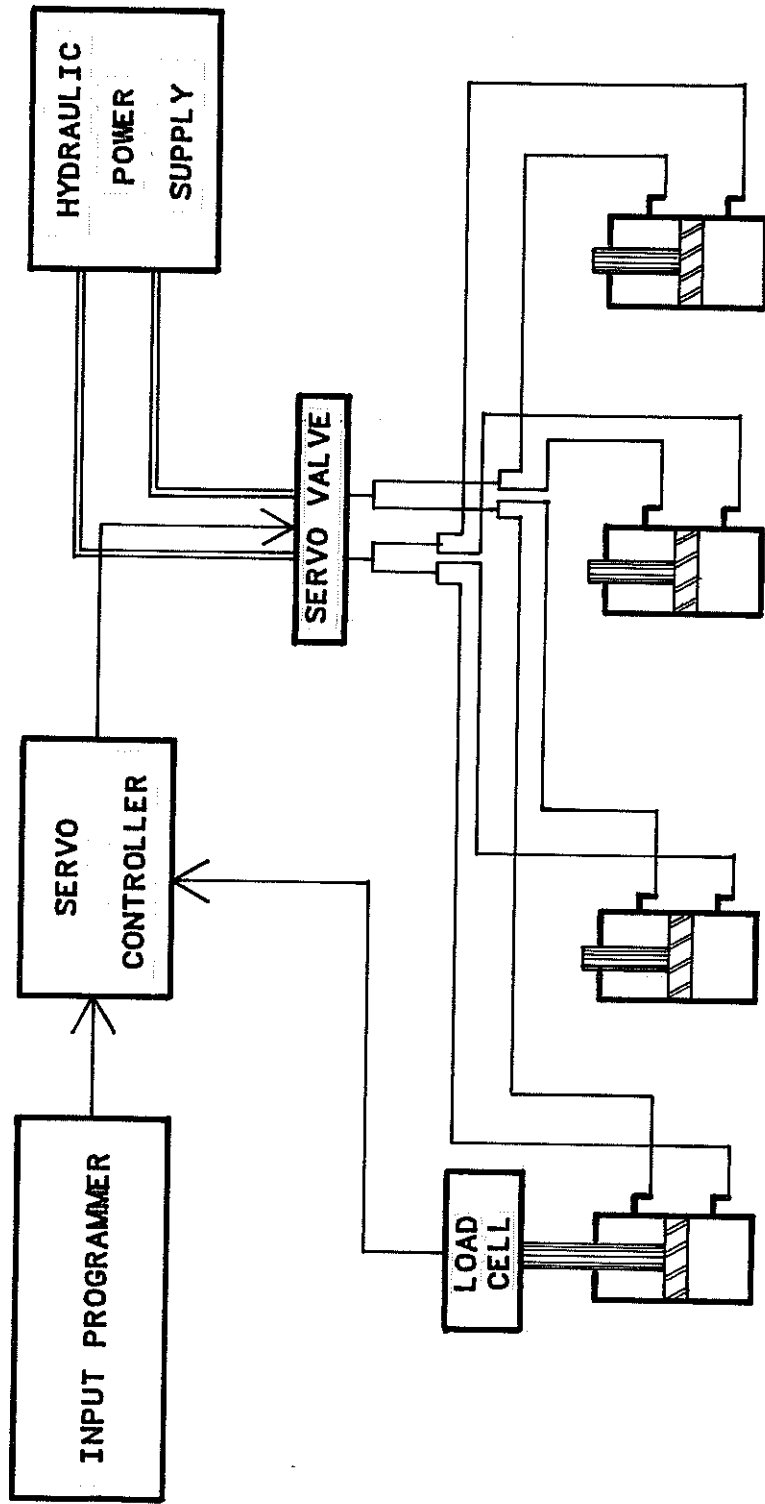 INPUT PROGRAMMER
SERVO
CONTROLLER
HYDRAULIC
POWER
SUPPLY
SERVO VALVE
LOAD
CELL